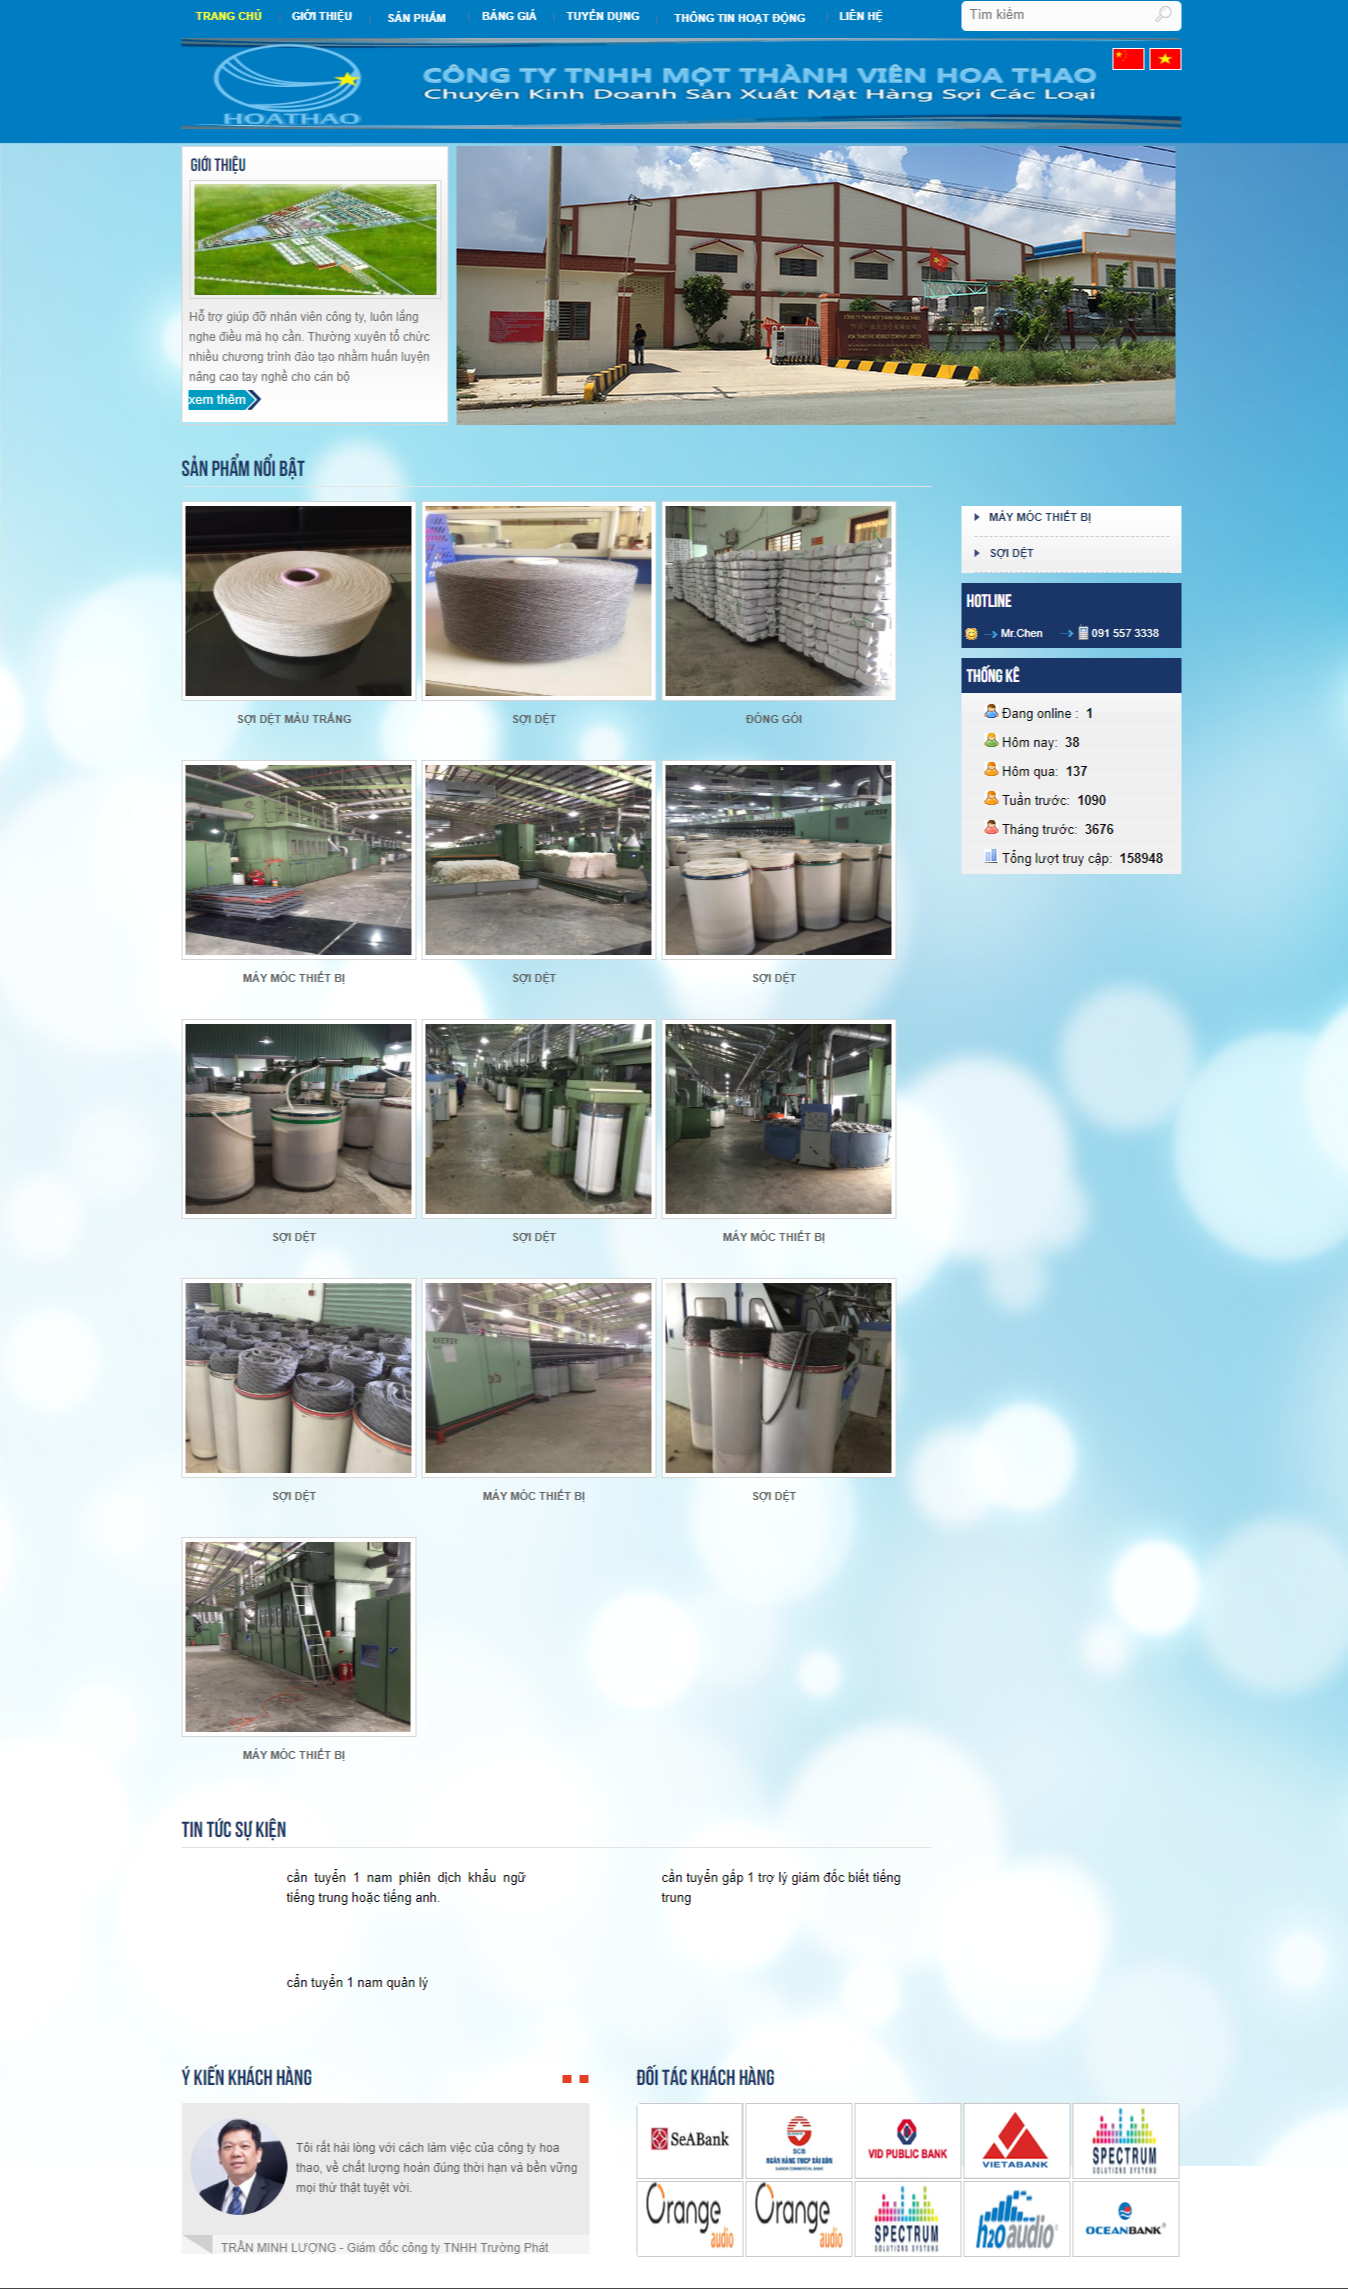 TRANG CHỦ
GIỚI THIỆU
SẢN PHẨM
BẢNG GIÁ
TUYỂN DỤNG
THÔNG TIN HOẠT ĐỘNG
LIÊN HỆ
Tìm kiếm
HOATHAO
CÔNG TY TNHH MỘT THÀNH VIÊN HOA THAO
Chuyên Kinh Doanh Sản Xuất Mặt Hàng Sợi Các Loại
GIỚI THIỆU
Hỗ trợ giúp đỡ nhân viên công ty, luôn lắng
nghe điều mà họ cần. Thường xuyên tổ chức
nhiều chương trình đào tạo nhằm huấn luyện
nâng cao tay nghề cho cán bộ
xem thêm
SẢN PHẨM NỔI BẬT
SỢI DỆT MÀU TRẮNG
SỢI DỆT
ĐÓNG GÓI
MÁY MÓC THIẾT BỊ
SỢI DỆT
SỢI DỆT
SỢI DỆT
SỢI DỆT
MÁY MÓC THIẾT BỊ
SỢI DỆT
MÁY MÓC THIẾT BỊ
SỢI DỆT
MÁY MÓC THIẾT BỊ
MÁY MÓC THIẾT BỊ
SỢI DỆT
HOTLINE
Mr.Chen 091 557 3338
THỐNG KÊ
Đang online : 1
Hôm nay: 38
Hôm qua: 137
Tuần trước: 1090
Tháng trước: 3676
Tổng lượt truy cập: 158948
TIN TỨC SỰ KIỆN
cần tuyển 1 nam phiên dịch khẩu ngữ
tiếng trung hoặc tiếng anh.
cần tuyển gấp 1 trợ lý giám đốc biết tiếng
trung
cần tuyển 1 nam quản lý
Ý KIẾN KHÁCH HÀNG
Tôi rất hài lòng với cách làm việc của công ty hoa
thao, về chất lượng hoàn đúng thời hạn và bền vững
mọi thứ thật tuyệt vời.
TRẦN MINH LƯỢNG - Giám đốc công ty TNHH Trường Phát
ĐỐI TÁC KHÁCH HÀNG
SeABank
SCB
NGÂN HÀNG TMCP SÀI GÒN
VID PUBLIC BANK
VIETABANK
SPECTRUM
SOLUTIONS SYSTEMS
Orange
audio
Orange
audio
SPECTRUM
SOLUTIONS SYSTEMS
h2oaudio
OCEANBANK